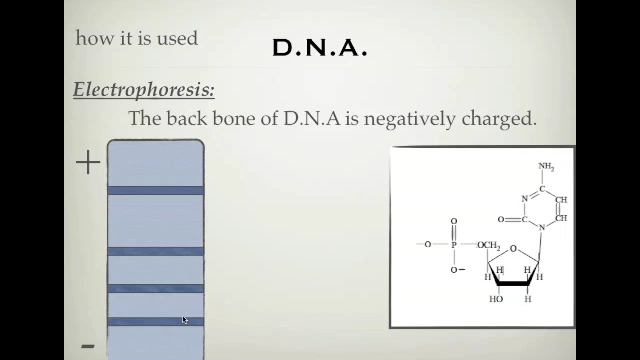 how it is used
D.N.A.
Electrophoresis:
The back bone of D.N.A is negatively charged.
+
-
NH2
N
C
CH
O
C
CH
N
O
O
P
OCH2
O
O-
H
H
H
H
HO
H